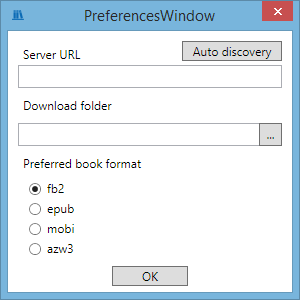 PreferencesWindow
Server URL
Auto discovery
Download folder
...
Preferred book format
fb2
epub
mobi
azw3
OK